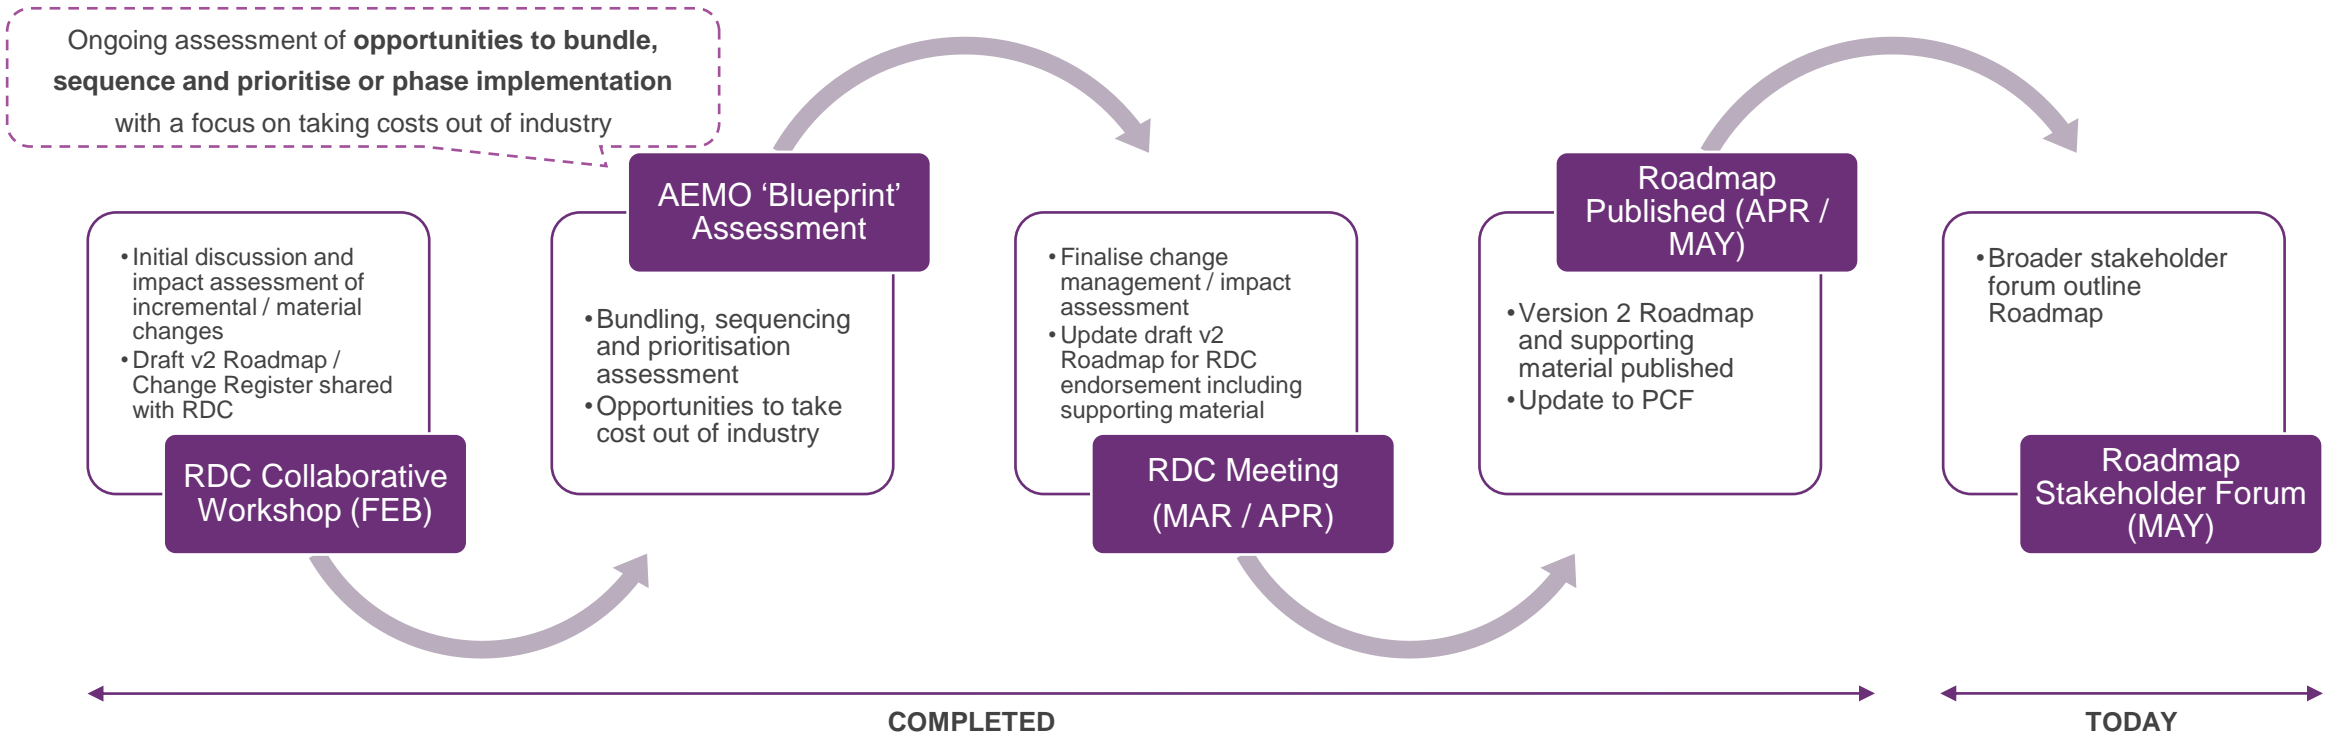 Ongoing assessment of opportunities to bundle,
sequence and prioritise or phase implementation
with a focus on taking costs out of industry
•Initial discussion and
impact assessment of
incremental / material
changes
•Draft v2 Roadmap /
Change Register shared
with RDC
RDC Collaborative
Workshop (FEB)
AEMO ‘Blueprint’
Assessment
•Bundling, sequencing
and prioritisation
assessment
•Opportunities to take
cost out of industry
•Finalise change
management / impact
assessment
•Update draft v2
Roadmap for RDC
endorsement including
supporting material
RDC Meeting
(MAR / APR)
Roadmap
Published (APR /
MAY)
•Version 2 Roadmap
and supporting
material published
•Update to PCF
•Broader stakeholder
forum outline
Roadmap
Roadmap
Stakeholder Forum
(MAY)
COMPLETED
TODAY